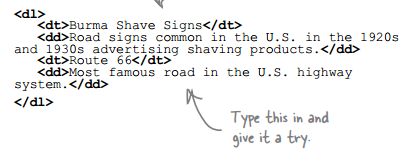 <dl>
<dt>Burma Shave Signs</dt>
<dd>Road signs common in the U.S. in the 1920s
and 1930s advertising shaving products.</dd>
<dt>Route 66</dt>
<dd>Most famous road in the U.S. highway
system.</dd>
</dl>
Type this in and
give it a try.